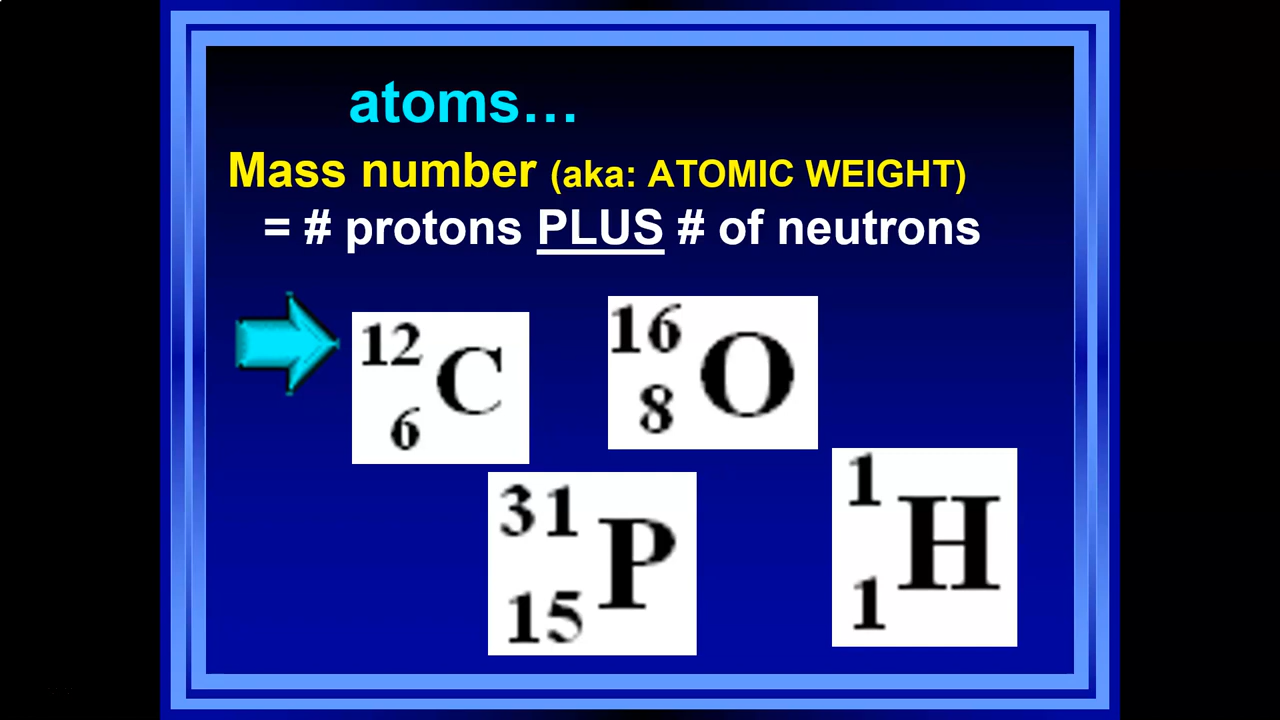 atoms…
Mass number (aka: ATOMIC WEIGHT)
= # protons PLUS # of neutrons
12
6
C
16
8
O
31
15
P
1
1
H